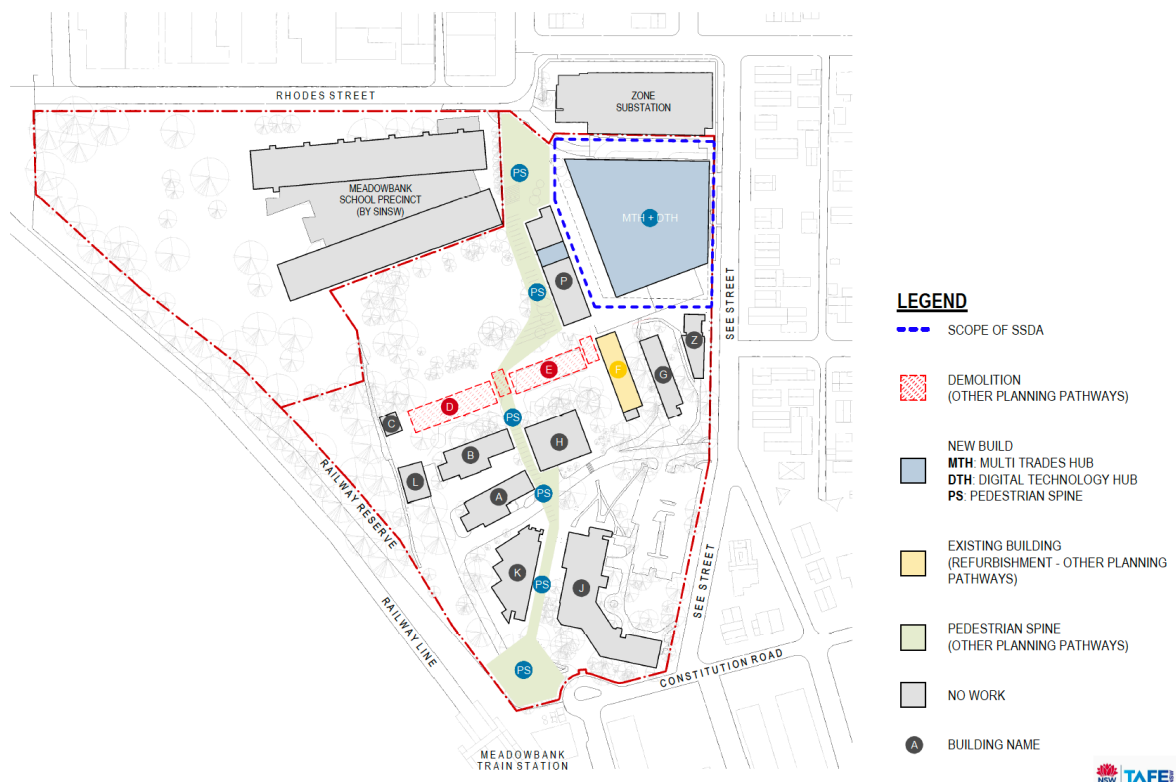 RHODES STREET
ZONE
SUBSTATION
PS
MEADOWBANK
SCHOOL PRECINCT
(BY SINSW)
MTH + DTH
P
PS
SEE STREET
Z
E
F
G
D
PS
C
H
B
L
A
PS
RAILWAY RESERVE
K
PS
J
SEE STREET
RAILWAY LINE
PS
CONSTITUTION ROAD
MEADOWBANK
TRAIN STATION
LEGEND
SCOPE OF SSDA
DEMOLITION
(OTHER PLANNING PATHWAYS)
NEW BUILD
MTH: MULTI TRADES HUB
DTH: DIGITAL TECHNOLOGY HUB
PS: PEDESTRIAN SPINE
EXISTING BUILDING
(REFURBISHMENT - OTHER PLANNING
PATHWAYS)
PEDESTRIAN SPINE
(OTHER PLANNING PATHWAYS)
NO WORK
A
BUILDING NAME
NSW
TAFE